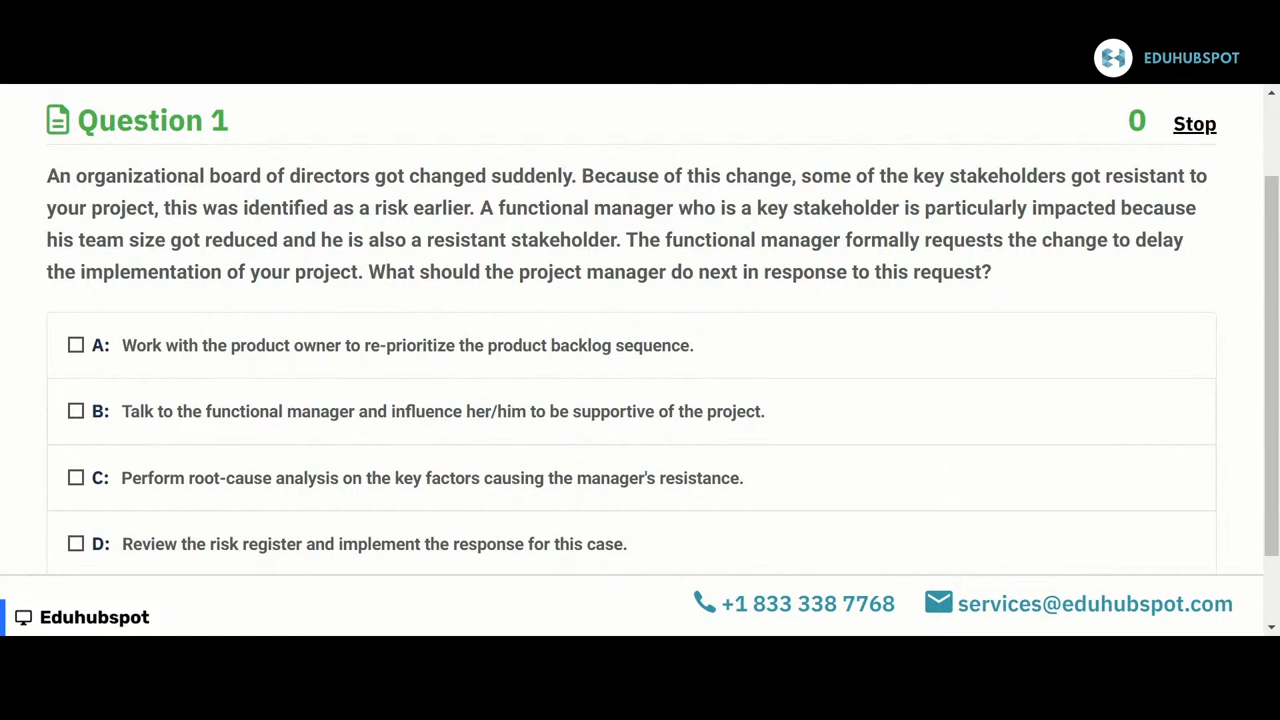 EDUHUBSPOT
Question 1
0 Stop
An organizational board of directors got changed suddenly. Because of this change, some of the key stakeholders got resistant to
your project, this was identified as a risk earlier. A functional manager who is a key stakeholder is particularly impacted because
his team size got reduced and he is also a resistant stakeholder. The functional manager formally requests the change to delay
the implementation of your project. What should the project manager do next in response to this request?
A: Work with the product owner to re-prioritize the product backlog sequence.
B: Talk to the functional manager and influence her/him to be supportive of the project.
C: Perform root-cause analysis on the key factors causing the manager's resistance.
D: Review the risk register and implement the response for this case.
+1 833 338 7768 services@eduhubspot.com
Eduhubspot